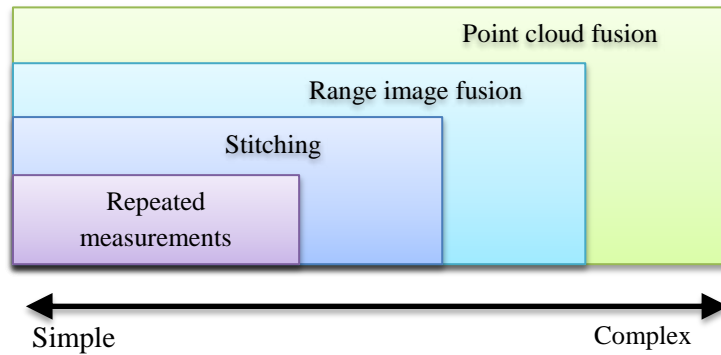 Point cloud fusion
Range image fusion
Stitching
Repeated
measurements
Simple
Complex